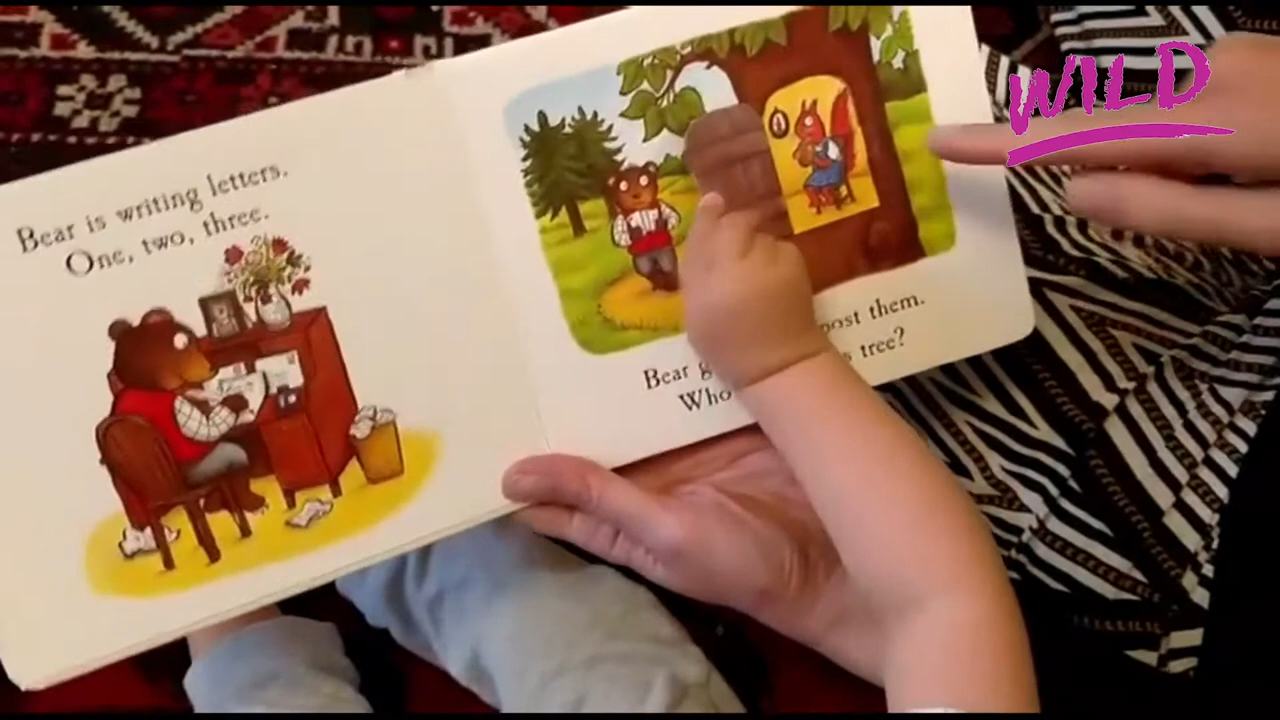 Bear is writing letters.
One, two, three.
Bear post them.
Who tree?
WILD